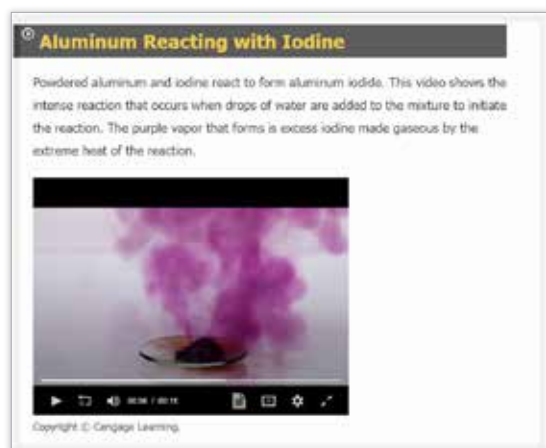 Aluminum Reacting with Iodine
Powdered aluminum and iodine react to form aluminum iodide. This video shows the
intense reaction that occurs when drops of water are added to the mixture to initiate
the reaction. The purple vapor that forms is excess iodine made gaseous by the
extreme heat of the reaction.
Copyright © Cengage Learning.